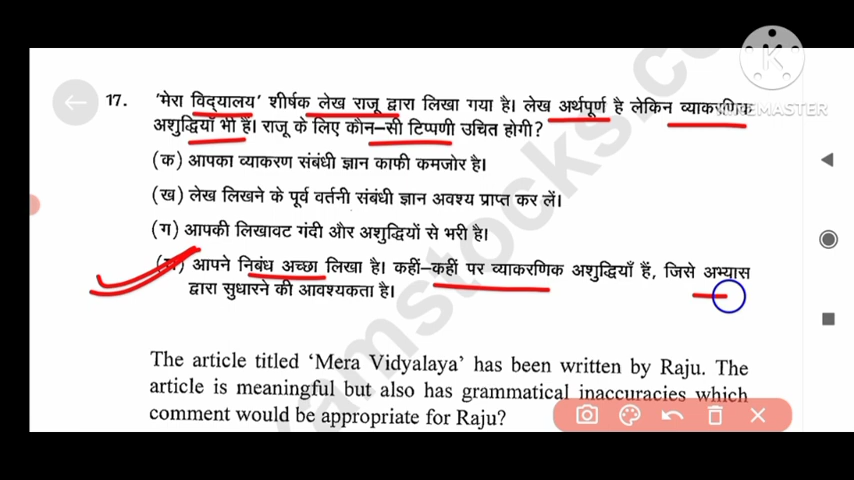 KINEMASTER
17. 'मेरा विद्यालय' शीर्षक लेख राजू द्वारा लिखा गया है। लेख अर्थपूर्ण है लेकिन व्याकरणिक
अशुद्धियाँ भी हैं। राजू के लिए कौन–सी टिप्पणी उचित होगी?
(क) आपका व्याकरण संबंधी ज्ञान काफी कमजोर है।
(ख) लेख लिखने के पूर्व वर्तनी संबंधी ज्ञान अवश्य प्राप्त कर लें।
(ग) आपकी लिखावट गंदी और अशुद्धियों से भरी है।
आपने निबंध अच्छा लिखा है। कहीं–कहीं पर व्याकरणिक अशुद्धियाँ हैं, जिसे अभ्यास
द्वारा सुधारने की आवश्यकता है।
The article titled ‘Mera Vidyalaya’ has been written by Raju. The
article is meaningful but also has grammatical inaccuracies which
comment would be appropriate for Raju?